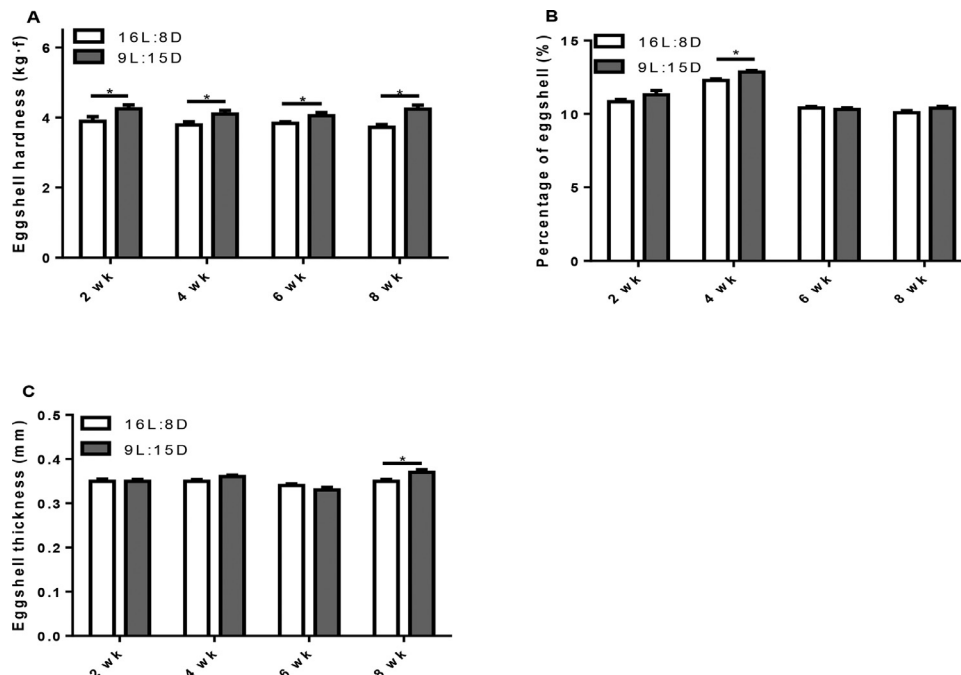 A
16L:8D
9L:15D
Eggshell hardness (kg·f)
6
4
2
0
*
*
*
*
2 wk
4 wk
6 wk
8 wk
B
16L:8D
9L:15D
Percentage of eggshell (%)
15
10
5
0
*
2 wk
4 wk
6 wk
8 wk
C
16L:8D
9L:15D
Eggshell thickness (mm)
0.5
0.4
0.3
0.2
0.1
0.0
*
2 wk
4 wk
6 wk
8 wk